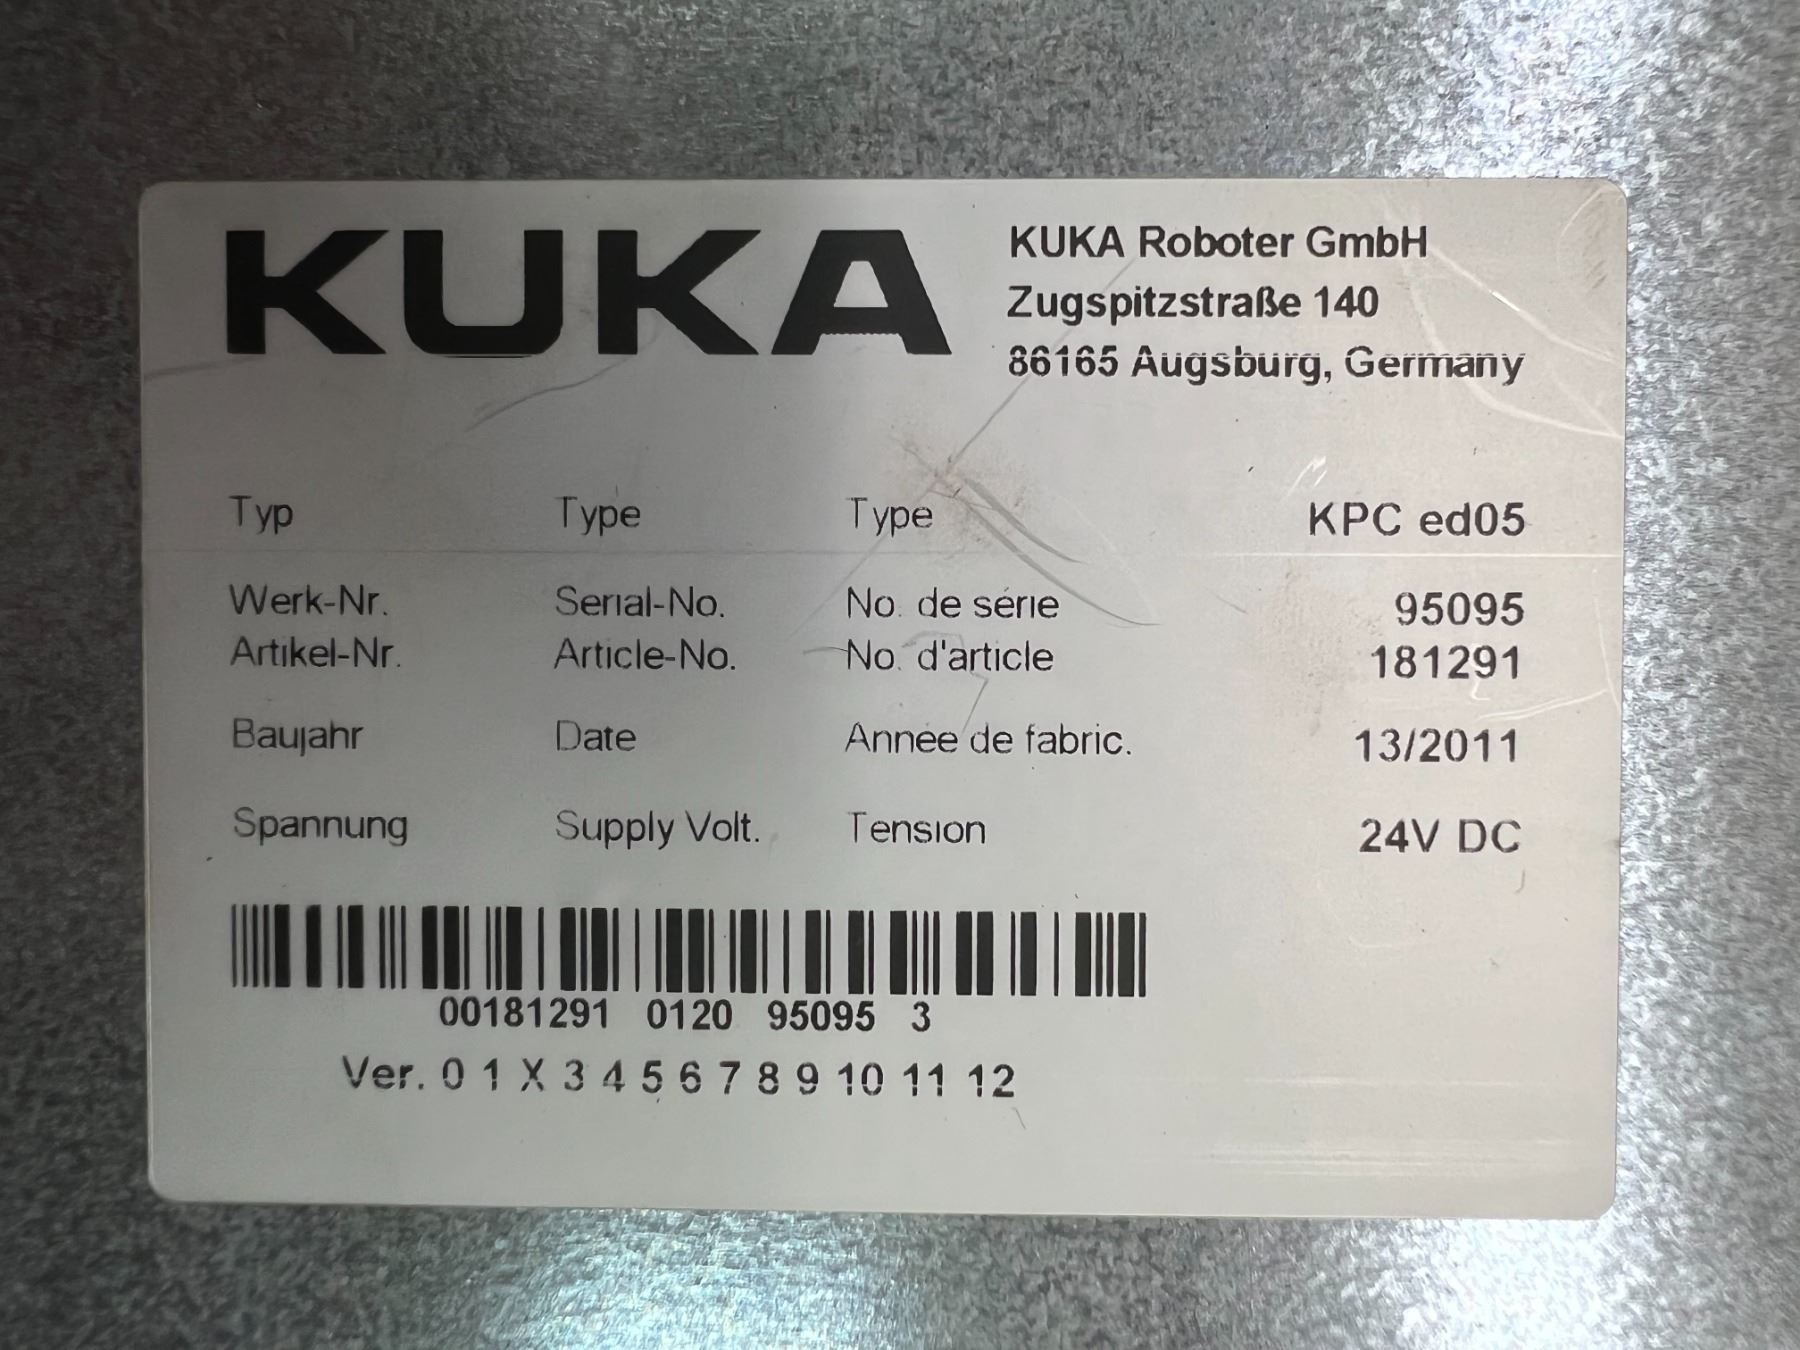 KUKA
KUKA Roboter GmbH
Zugspitzstraße 140
86165 Augsburg, Germany
Typ Type Type KPC ed05
Werk-Nr. Serial-No. No. de série 95095
Artikel-Nr. Article-No. No. d'article 181291
Baujahr Date Année de fabric. 13/2011
Spannung Supply Volt. Tension 24V DC
00181291 0120 95095 3
Ver. 0 1 X 3 4 5 6 7 8 9 10 11 12